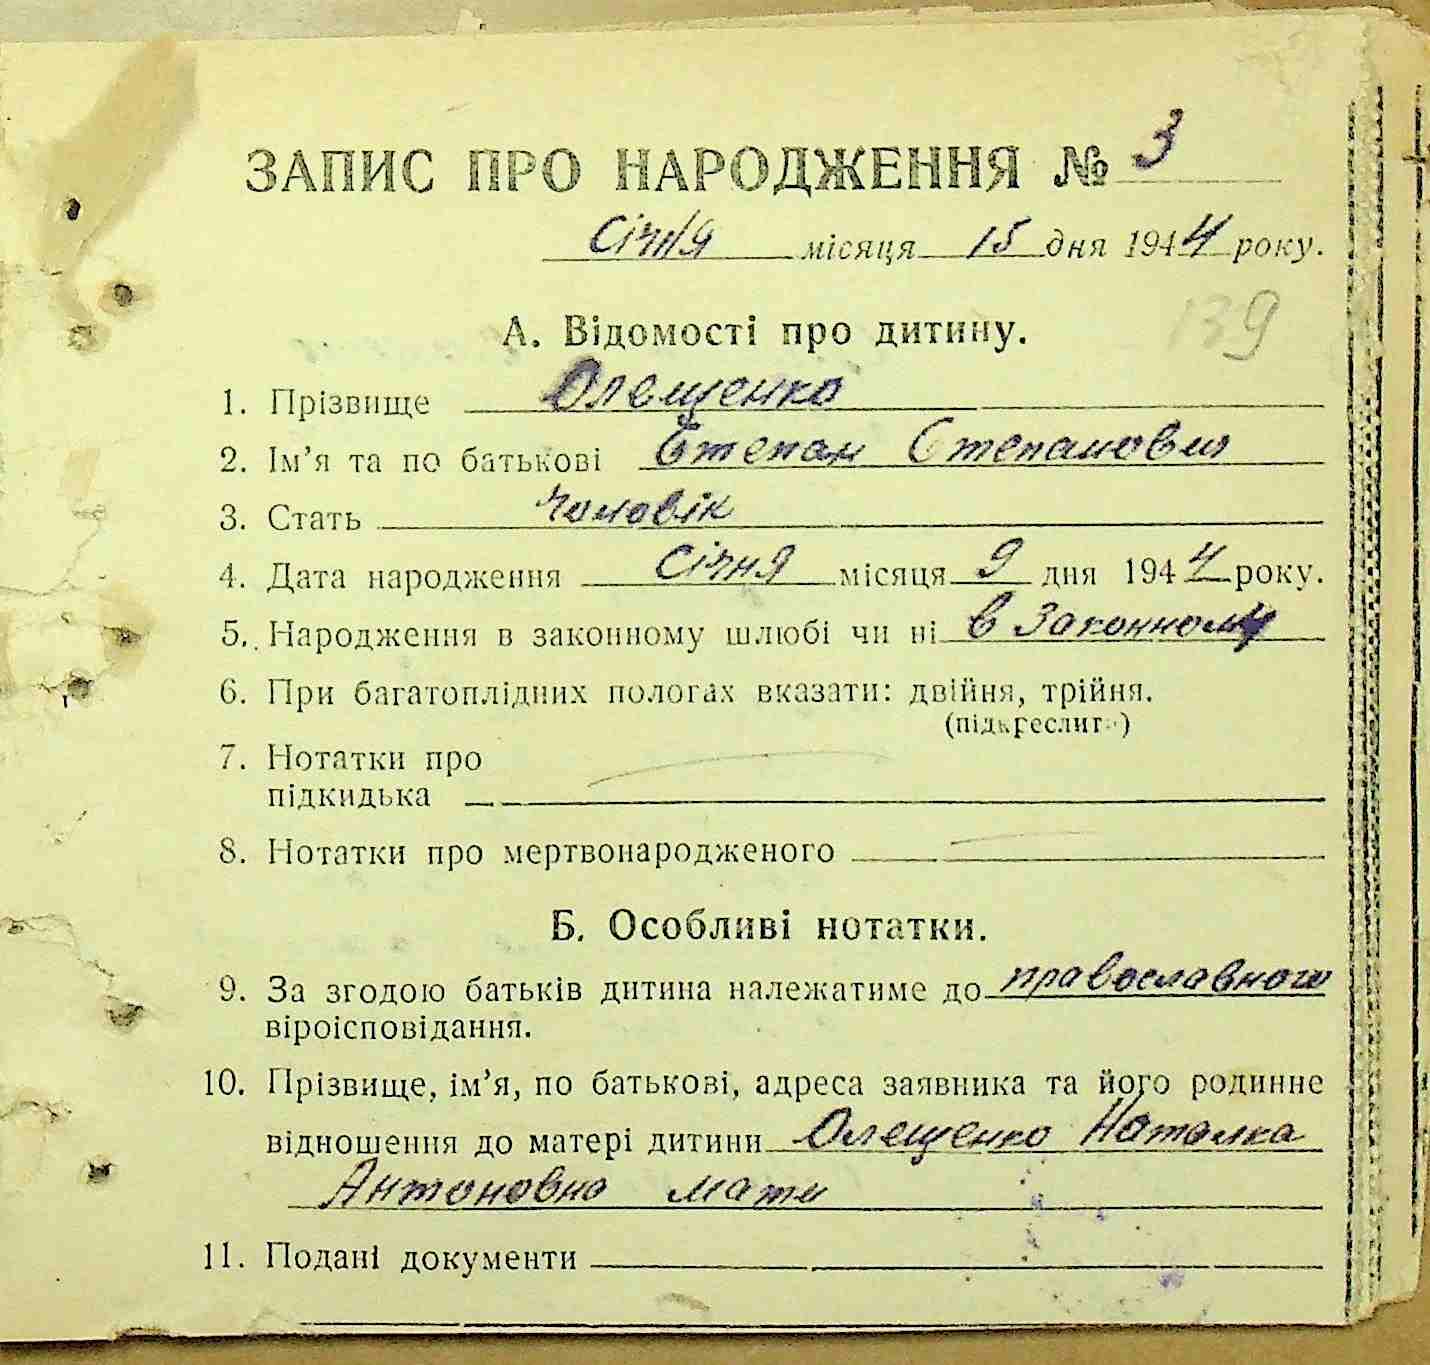 ЗАПИС ПРО НАРОДЖЕННЯ № 3
Січня місяця 15 дня 1944 року.
139
А. Відомості про дитину.
1. Прізвище Олещенко
2. Ім'я та по батькові Степан Степанович
3. Стать чоловік
4. Дата народження Січня місяця 9 дня 1944 року.
5. Народження в законному шлюбі чи ні в законному
6. При багатоплідних пологах вказати: двійня, трійня.
(підкреслить)
7. Нотатки про
підкидька
8. Нотатки про мертвонародженого
Б. Особливі нотатки.
9. За згодою батьків дитина належатиме до православного
віроісповідання.
10. Прізвище, ім'я, по батькові, адреса заявника та його родинне
відношення до матері дитини Олещенко Наталка
Антоновна мати
11. Подані документи